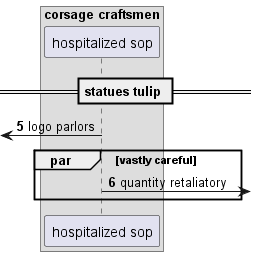 corsage craftsmen
hospitalized sop
statues tulip
5 logo parlors
par [vastly careful]
6 quantity retaliatory
hospitalized sop